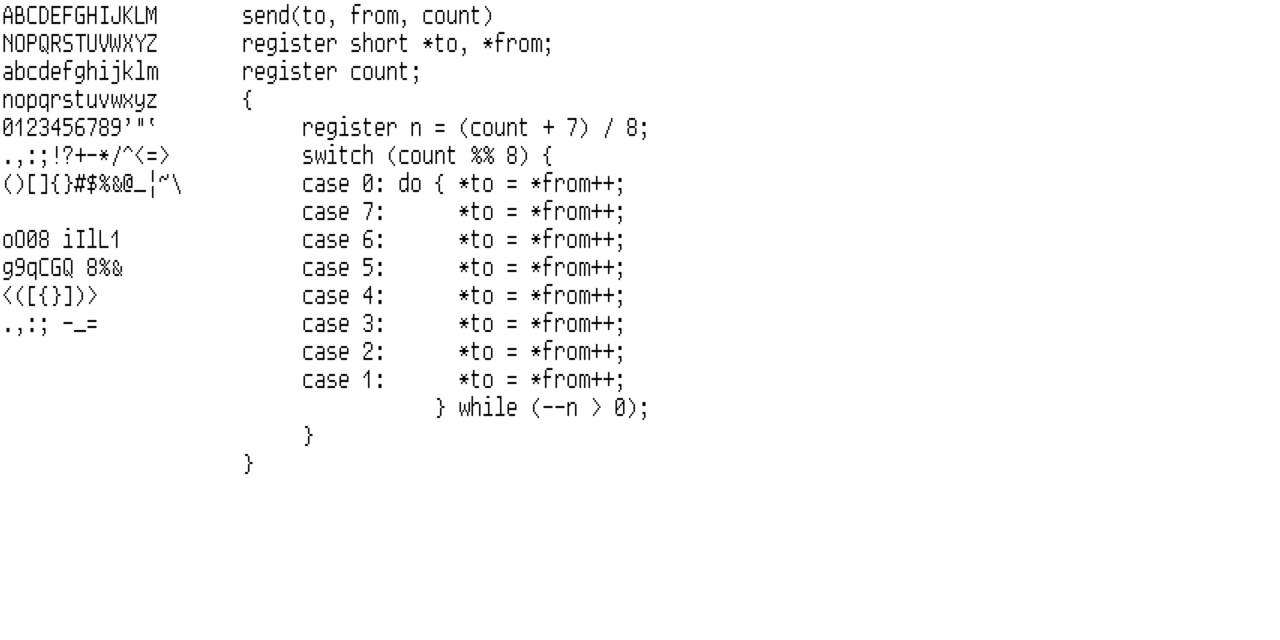 ABCDEFGHIJKLM      send(to, from, count)
NOPQRSTUVWXYZ      register short *to, *from;
abcdefghijklm      register count;
nopqrstuvwxyz      {
0123456789'"‛           register n = (count + 7) / 8;
.,:;!?+-*/^<=>          switch (count %% 8) {
()[]{}#$%&@_¦~\         case 0: do { *to = *from++;
                        case 7:      *to = *from++;
oO08 iIlL1              case 6:      *to = *from++;
g9qCGQ 8%&              case 5:      *to = *from++;
<([{}])>                case 4:      *to = *from++;
.,:; -_=                case 3:      *to = *from++;
                        case 2:      *to = *from++;
                        case 1:      *to = *from++;
                                   } while (--n > 0);
                        }
                   }